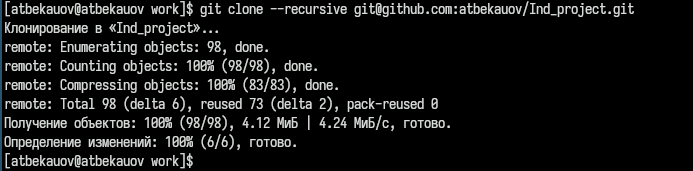 [atbekauov@atbekauov work]$ git clone --recursive git@github.com:atbekauov/Ind_project.git
Клонирование в «Ind_project»...
remote: Enumerating objects: 98, done.
remote: Counting objects: 100% (98/98), done.
remote: Compressing objects: 100% (83/83), done.
remote: Total 98 (delta 6), reused 73 (delta 2), pack-reused 0
Получение объектов: 100% (98/98), 4.12 МиБ | 4.24 МиБ/с, готово.
Определение изменений: 100% (6/6), готово.
[atbekauov@atbekauov work]$